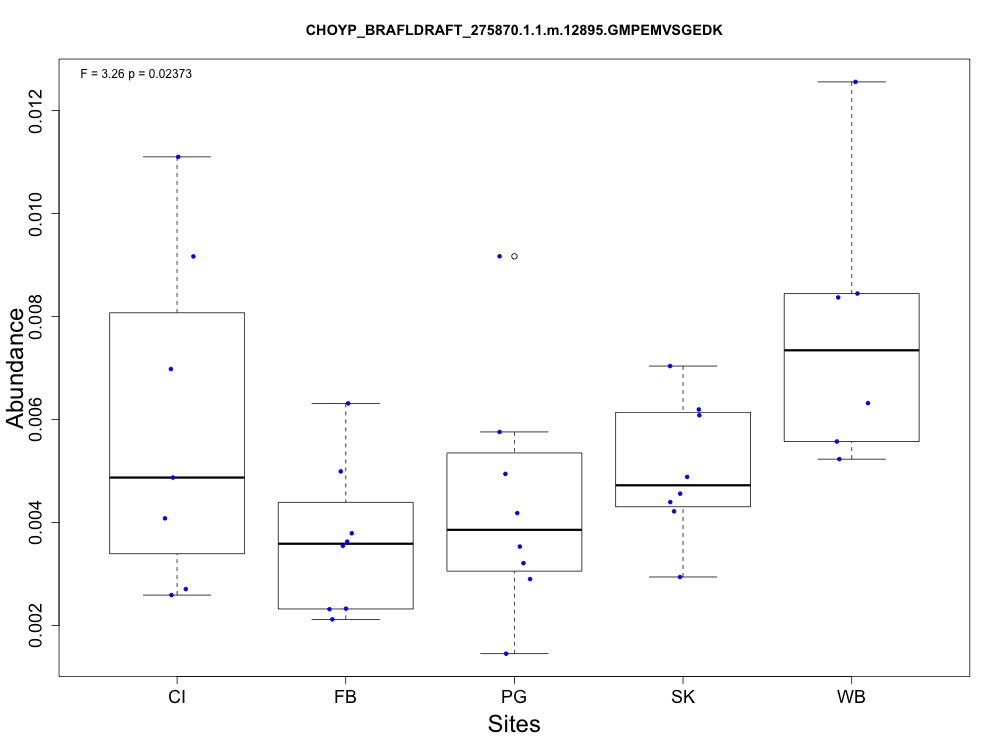 CHOYP_BRAFLDRAFT_275870.1.1.m.12895.GMPEMVSGEDK
F = 3.26 p = 0.02373
Abundance
0.012
0.010
0.008
0.006
0.004
0.002
CI FB PG SK WB
Sites